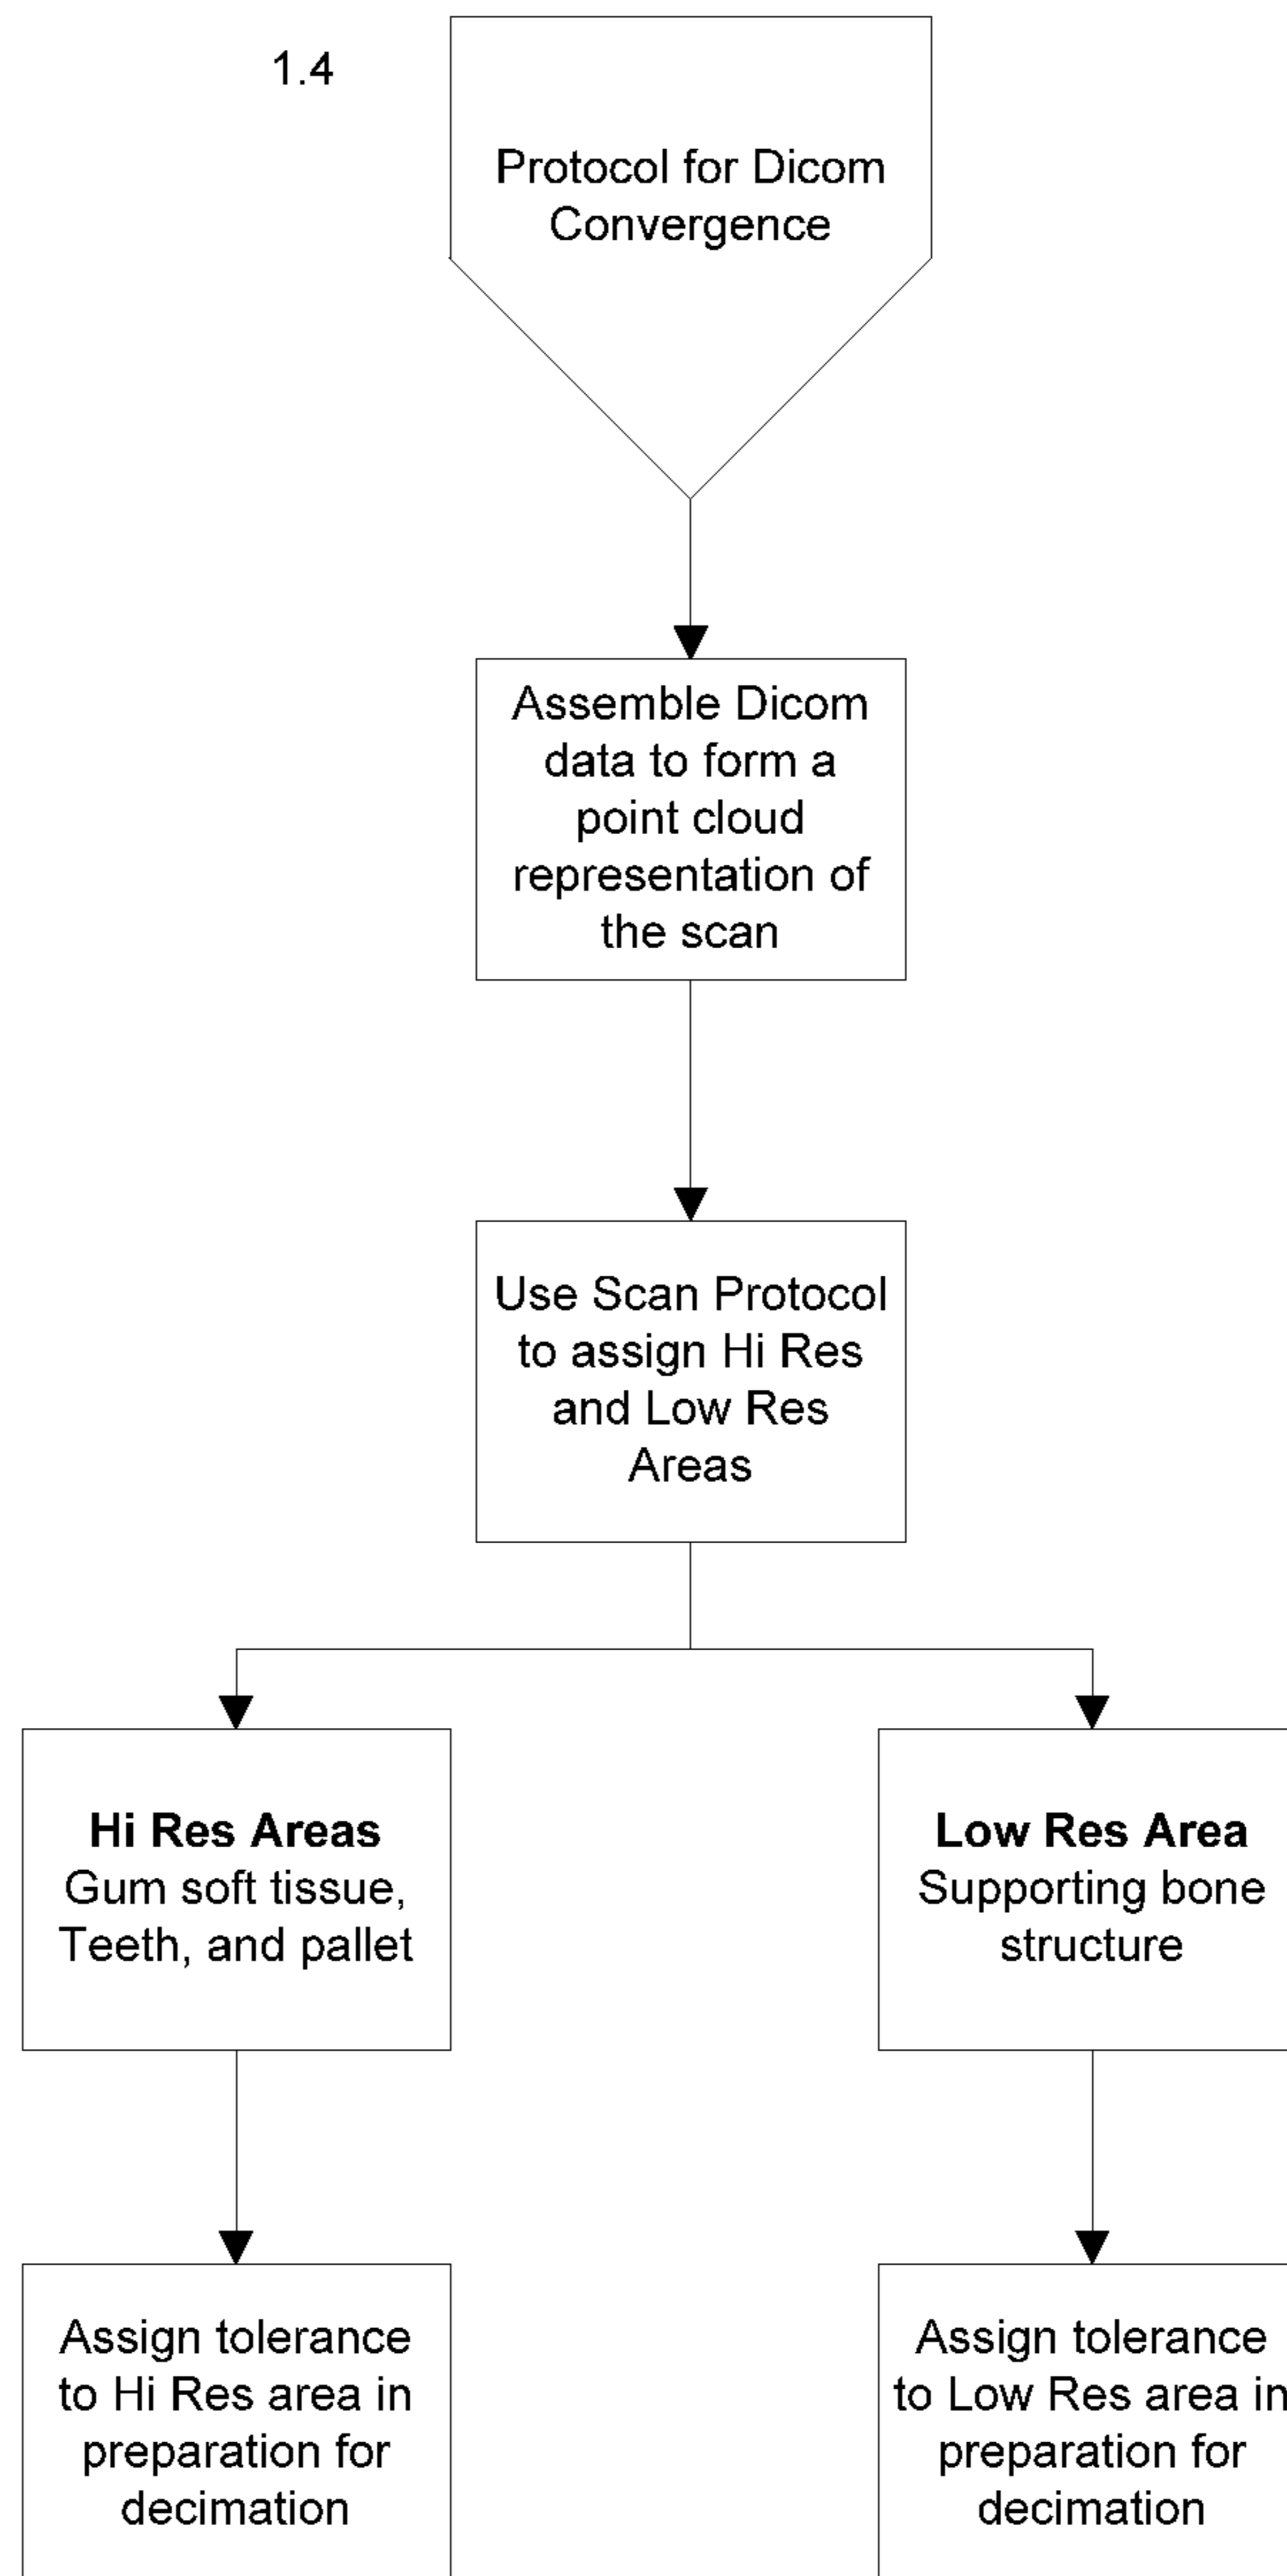 1.4
Protocol for Dicom
Convergence
Assemble Dicom
data to form a
point cloud
representation of
the scan
Use Scan Protocol
to assign Hi Res
and Low Res
Areas
Hi Res Areas
Gum soft tissue,
Teeth, and pallet
Low Res Area
Supporting bone
structure
Assign tolerance
to Hi Res area in
preparation for
decimation
Assign tolerance
to Low Res area in
preparation for
decimation